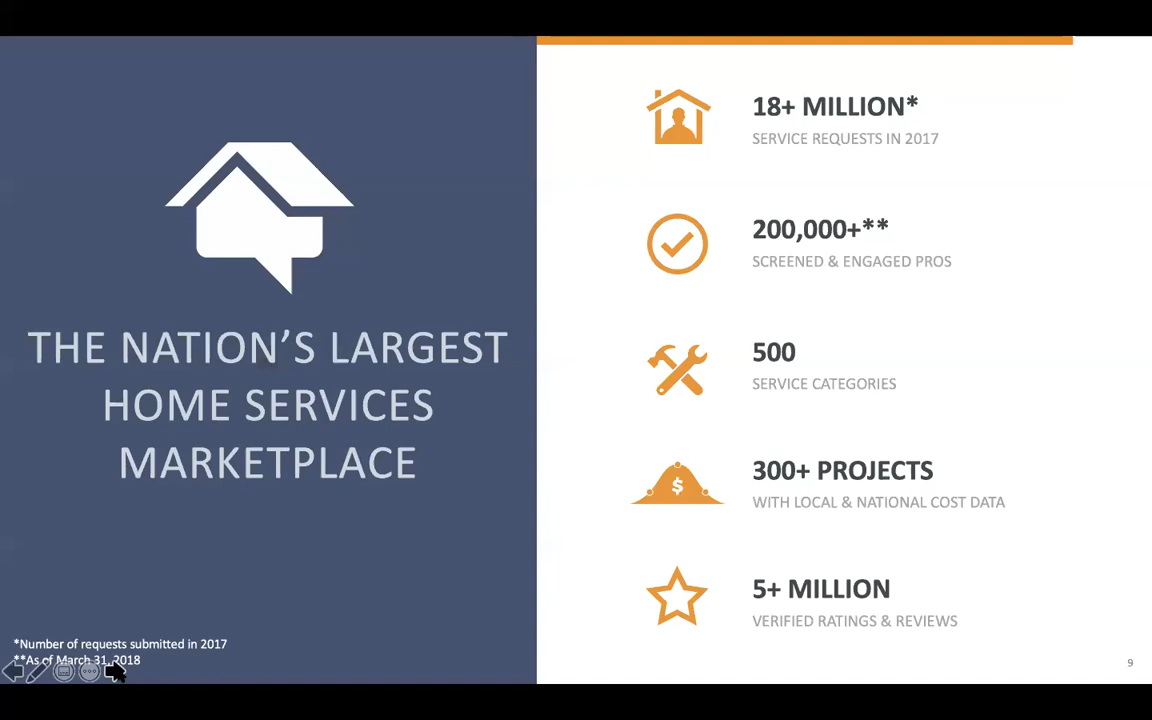 THE NATION’S LARGEST
HOME SERVICES
MARKETPLACE
*Number of requests submitted in 2017
**As of March 31, 2018
18+ MILLION*
SERVICE REQUESTS IN 2017
200,000+**
SCREENED & ENGAGED PROS
500
SERVICE CATEGORIES
$
300+ PROJECTS
WITH LOCAL & NATIONAL COST DATA
5+ MILLION
VERIFIED RATINGS & REVIEWS
9